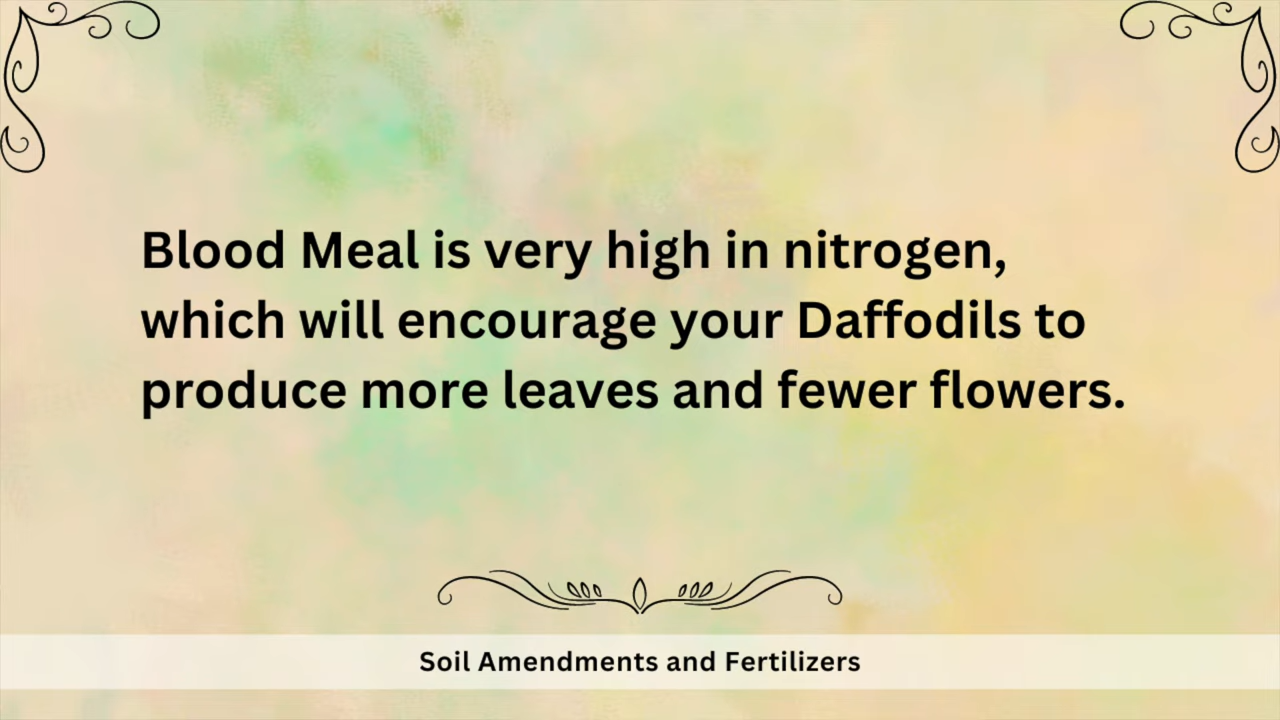 Blood Meal is very high in nitrogen,
which will encourage your Daffodils to
produce more leaves and fewer flowers.
Soil Amendments and Fertilizers